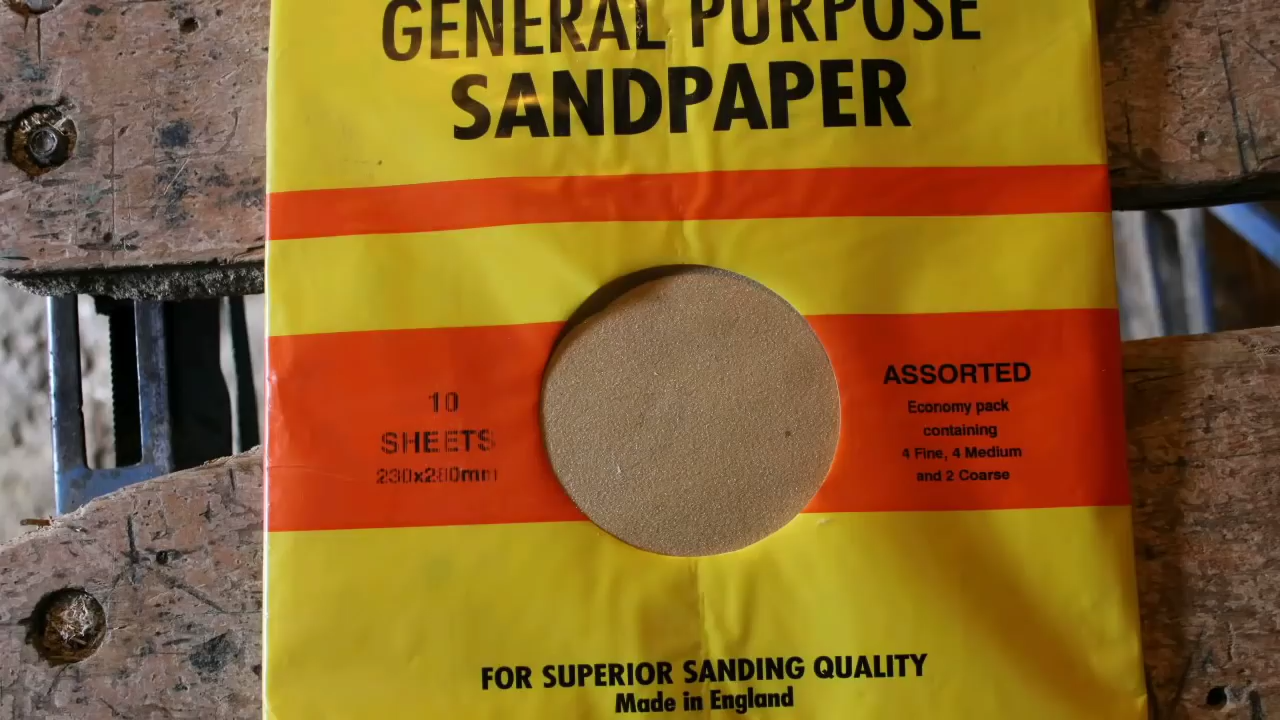 GENERAL PURPOSE
SANDPAPER
10
SHEETS
230x280mm
ASSORTED
Economy pack
containing
4 Fine, 4 Medium
and 2 Coarse
FOR SUPERIOR SANDING QUALITY
Made in England